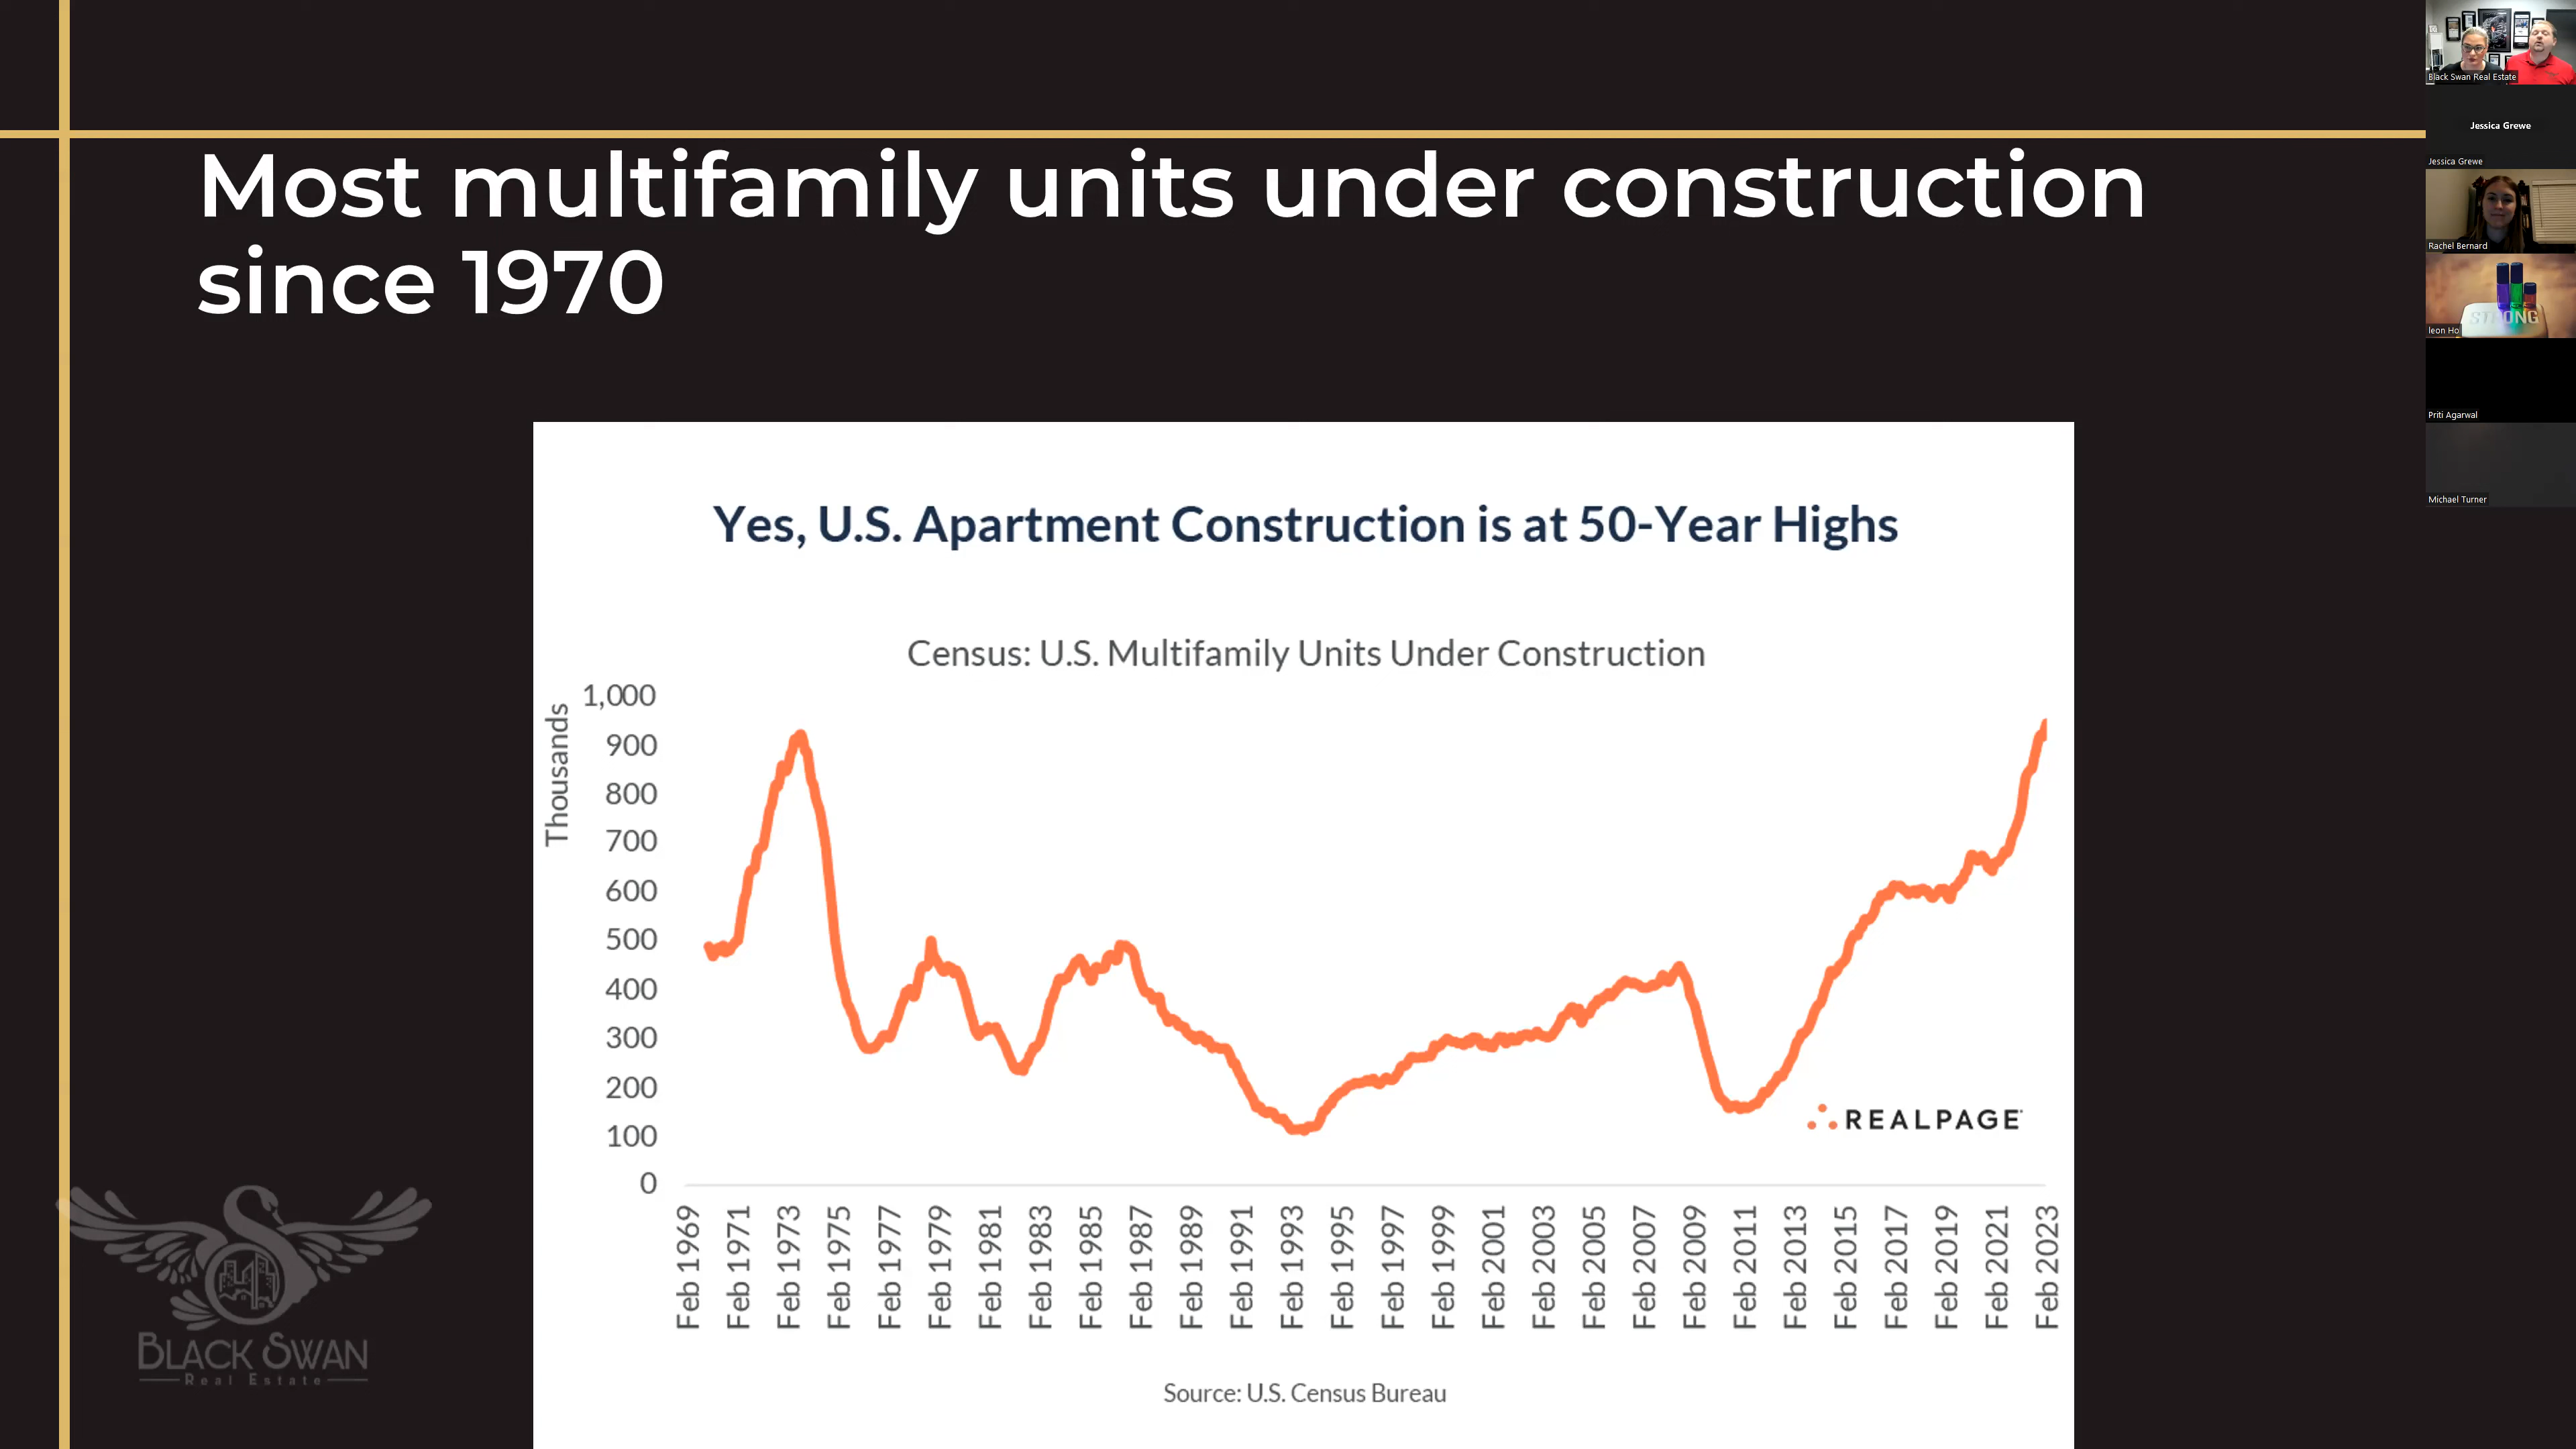 Most multifamily units under construction
since 1970
Yes, U.S. Apartment Construction is at 50-Year Highs
Census: U.S. Multifamily Units Under Construction
Thousands
1,000
900
800
700
600
500
400
300
200
100
0
Feb 1969
Feb 1971
Feb 1973
Feb 1975
Feb 1977
Feb 1979
Feb 1981
Feb 1983
Feb 1985
Feb 1987
Feb 1989
Feb 1991
Feb 1993
Feb 1995
Feb 1997
Feb 1999
Feb 2001
Feb 2003
Feb 2005
Feb 2007
Feb 2009
Feb 2011
Feb 2013
Feb 2015
Feb 2017
Feb 2019
Feb 2021
Feb 2023
REALPAGE
Source: U.S. Census Bureau
BLACK SWAN
Real Estate
Black Swan Real Estate
Jessica Grewe
Jessica Grewe
Rachel Bernard
STRONG
leon Ho
Priti Agarwal
Michael Turner